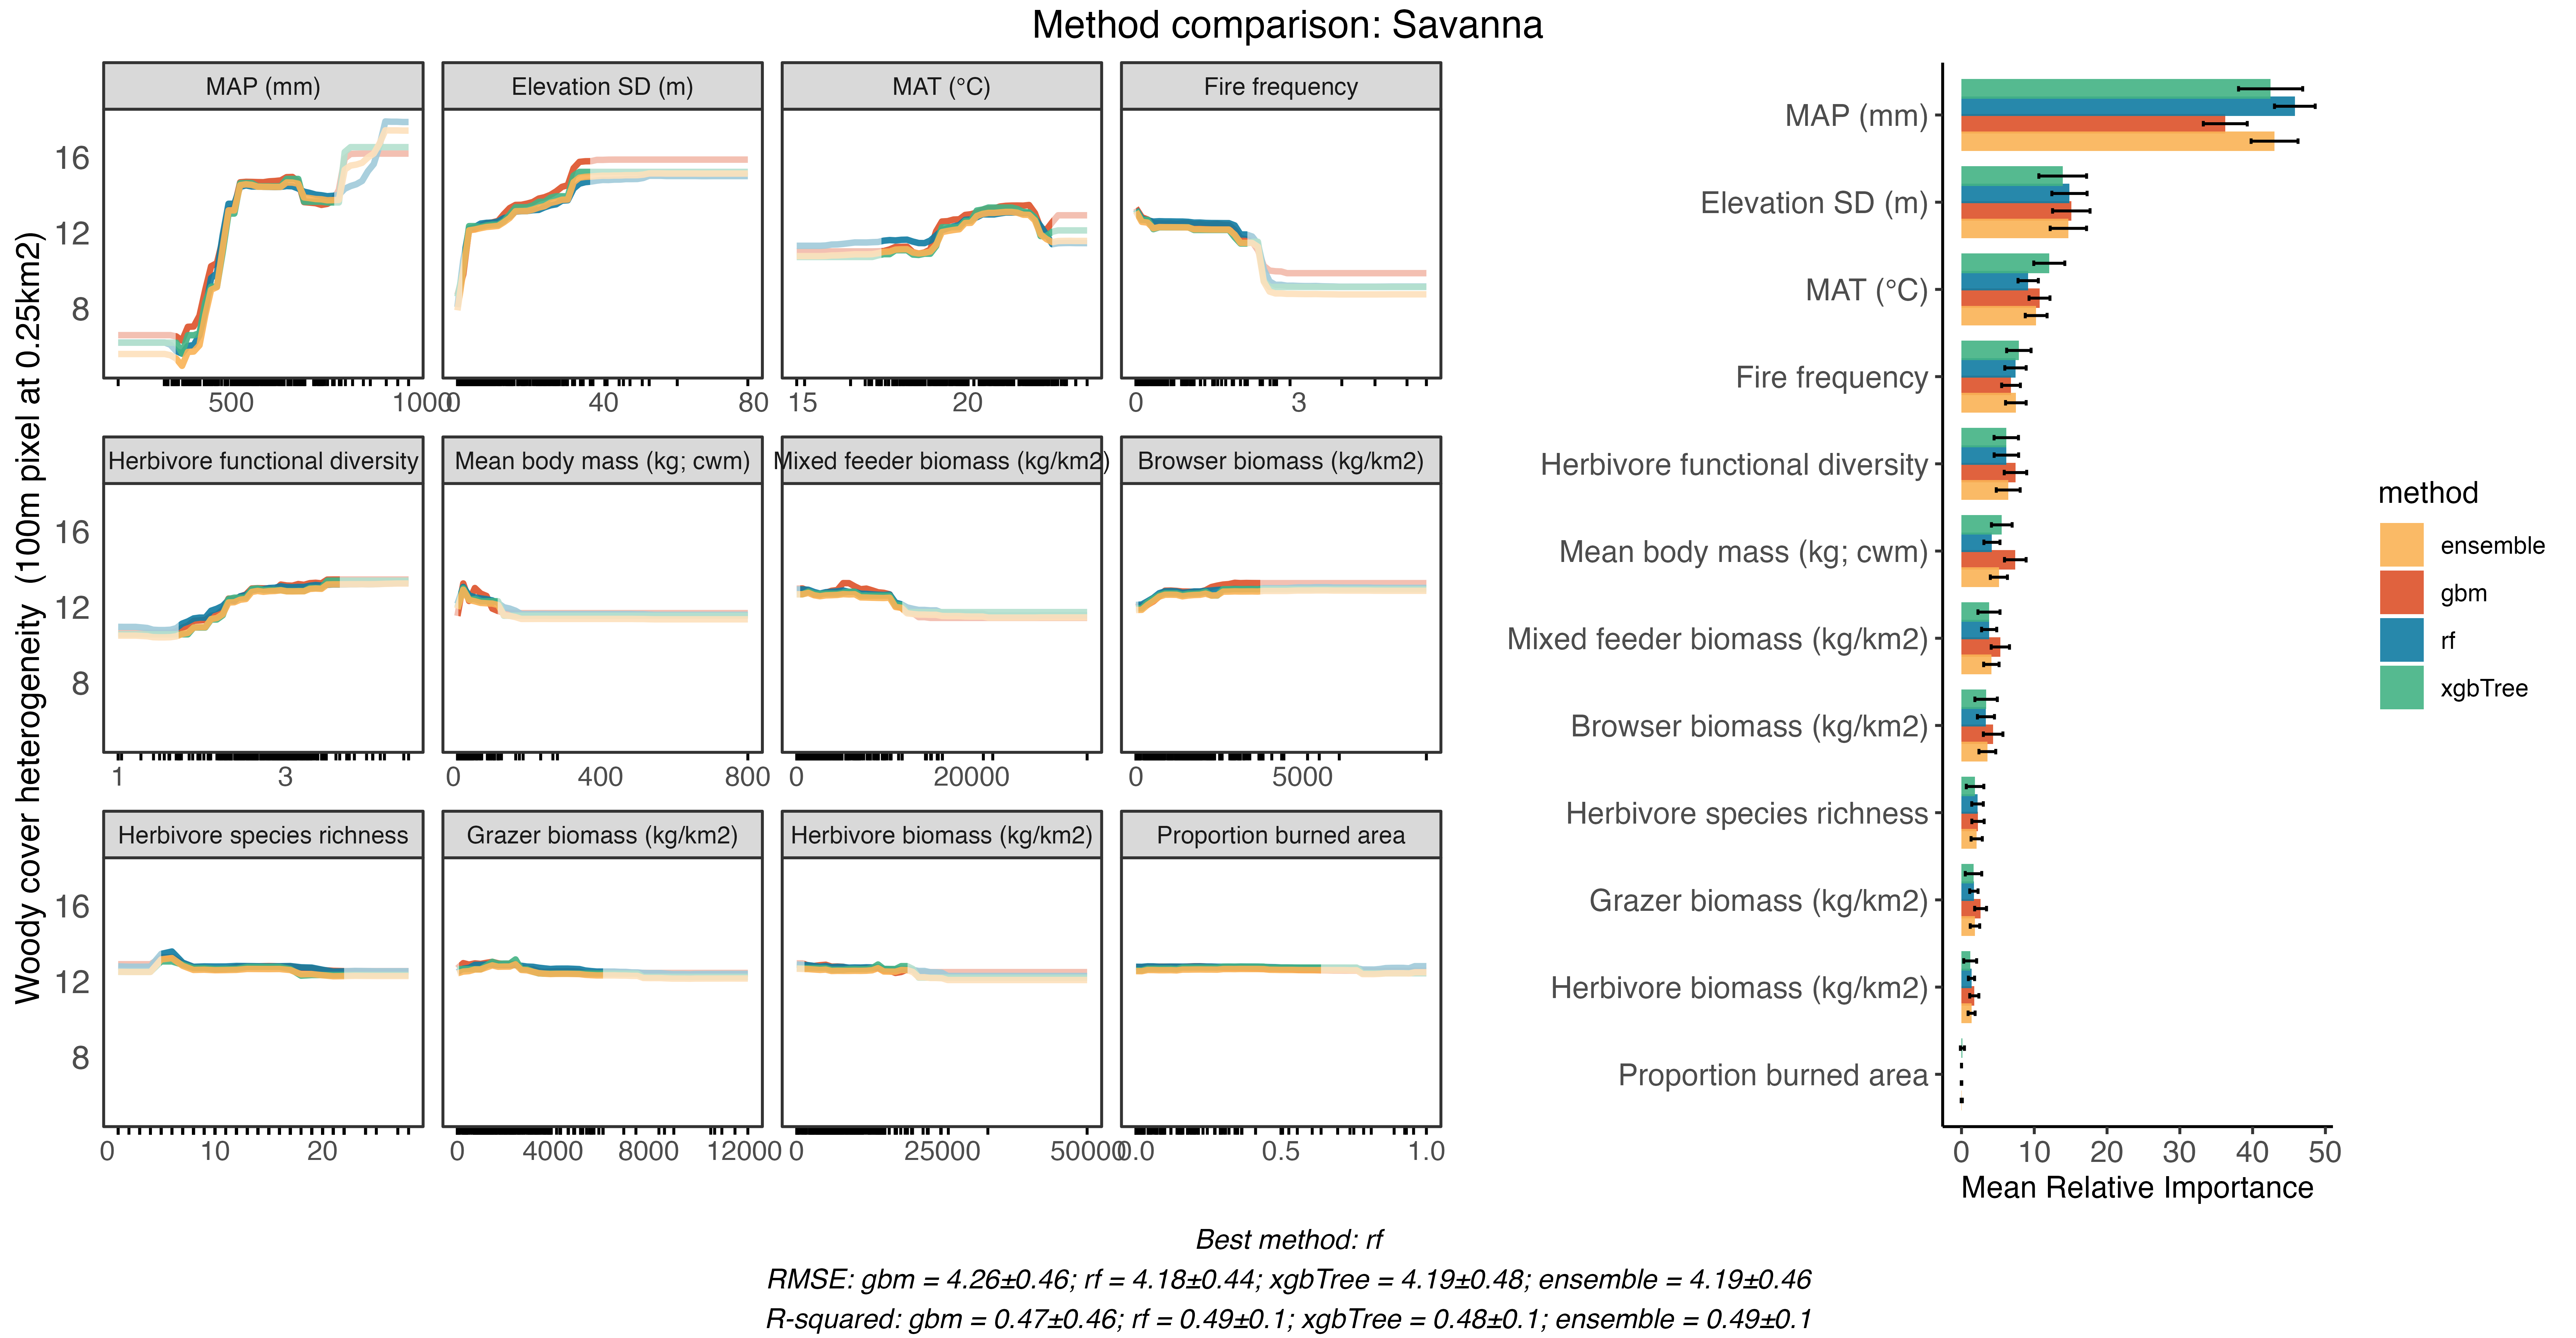 Method comparison: Savanna
MAP (mm)
Elevation SD (m)
MAT (°C)
Fire frequency
16
12
8
500
1000
0
40
80
15
20
0
3
Herbivore functional diversity
Mean body mass (kg; cwm)
Mixed feeder biomass (kg/km2)
Browser biomass (kg/km2)
16
12
8
1
3
0
400
800
0
20000
0
5000
Herbivore species richness
Grazer biomass (kg/km2)
Herbivore biomass (kg/km2)
Proportion burned area
16
12
8
0
10
20
0
4000
8000
12000
0
25000
50000
0.0
0.5
1.0
Woody cover heterogeneity (100m pixel at 0.25km2)
MAP (mm)
Elevation SD (m)
MAT (°C)
Fire frequency
Herbivore functional diversity
Mean body mass (kg; cwm)
Mixed feeder biomass (kg/km2)
Browser biomass (kg/km2)
Herbivore species richness
Grazer biomass (kg/km2)
Herbivore biomass (kg/km2)
Proportion burned area
0
10
20
30
40
50
Mean Relative Importance
method
ensemble
gbm
rf
xgbTree
Best method: rf
RMSE: gbm = 4.26±0.46; rf = 4.18±0.44; xgbTree = 4.19±0.48; ensemble = 4.19±0.46
R-squared: gbm = 0.47±0.46; rf = 0.49±0.1; xgbTree = 0.48±0.1; ensemble = 0.49±0.1